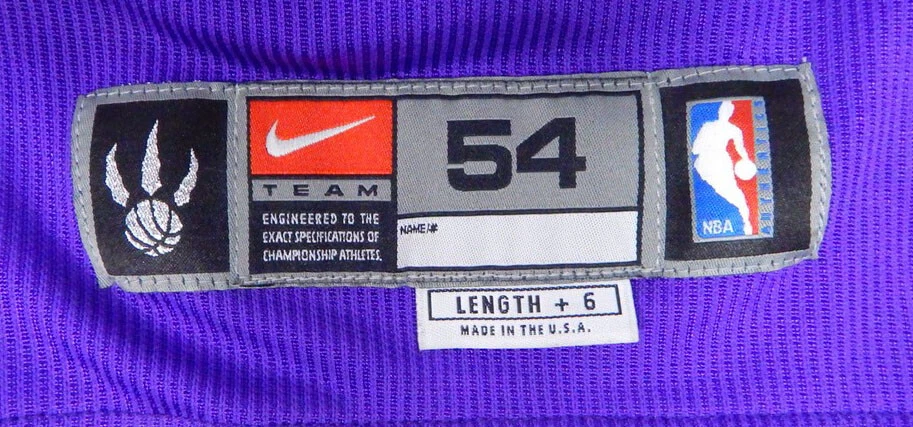 TEAM
ENGINEERED TO THE
EXACT SPECIFICATIONS OF
CHAMPIONSHIP ATHLETES.
54
NAME/#
NBA
LENGTH + 6
MADE IN THE U.S.A.